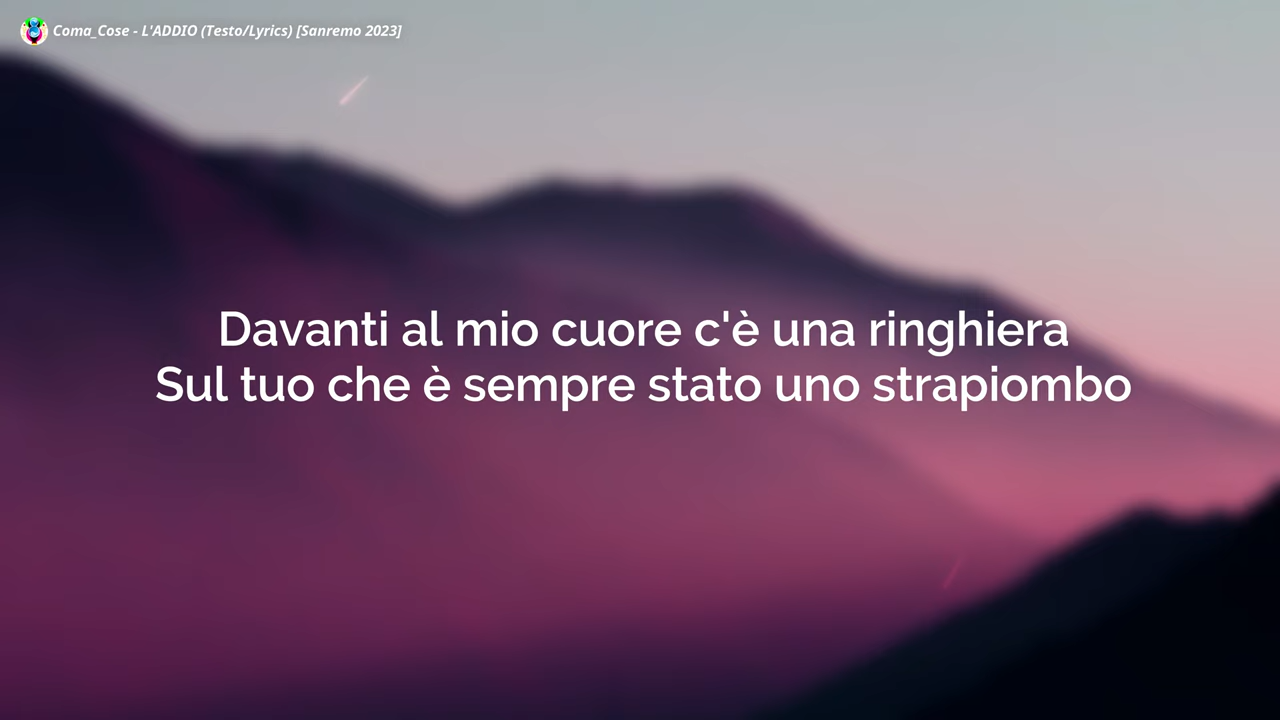 Coma_Cose - L'ADDIO (Testo/Lyrics) [Sanremo 2023]
Davanti al mio cuore c'è una ringhiera
Sul tuo che è sempre stato uno strapiombo